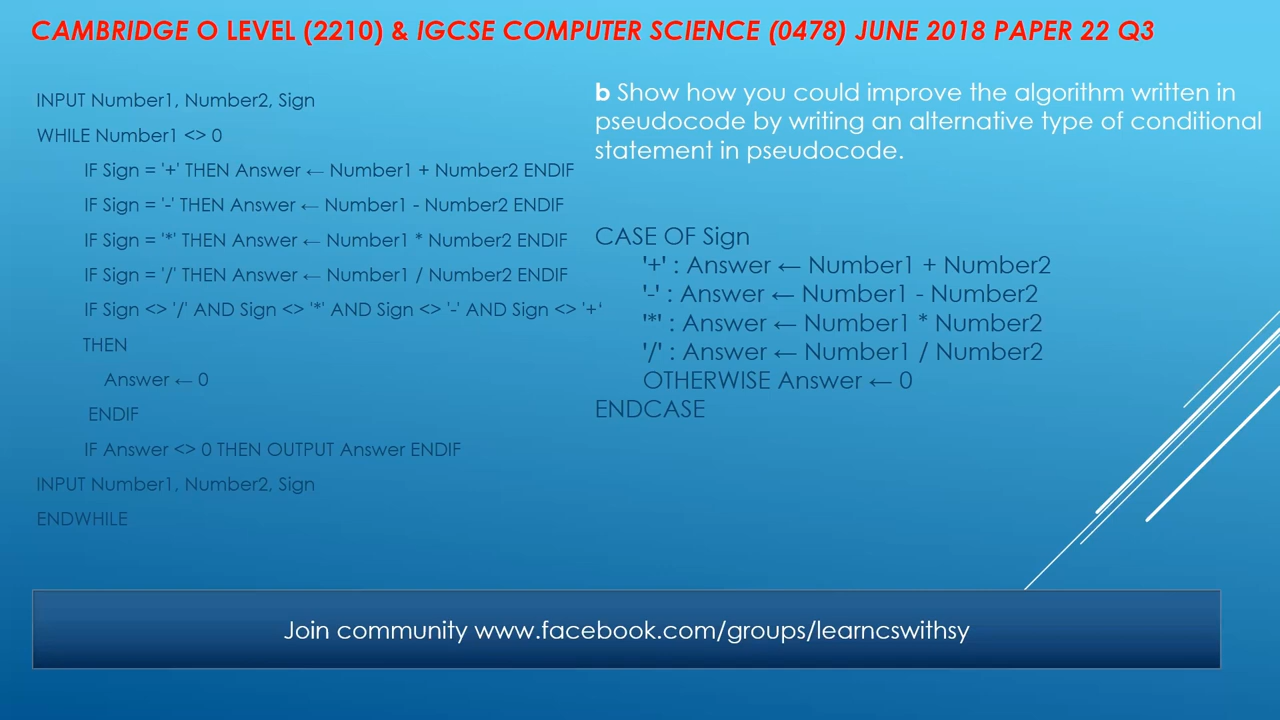 CAMBRIDGE O LEVEL (2210) & IGCSE COMPUTER SCIENCE (0478) JUNE 2018 PAPER 22 Q3
INPUT Number1, Number2, Sign
WHILE Number1 <> 0
IF Sign = '+' THEN Answer ← Number1 + Number2 ENDIF
IF Sign = '-' THEN Answer ← Number1 - Number2 ENDIF
IF Sign = '*' THEN Answer ← Number1 * Number2 ENDIF
IF Sign = '/' THEN Answer ← Number1 / Number2 ENDIF
IF Sign <> '/' AND Sign <> '*' AND Sign <> '-' AND Sign <> '+'
THEN
Answer ← 0
ENDIF
IF Answer <> 0 THEN OUTPUT Answer ENDIF
INPUT Number1, Number2, Sign
ENDWHILE
b Show how you could improve the algorithm written in
pseudocode by writing an alternative type of conditional
statement in pseudocode.
CASE OF Sign
'+' : Answer ← Number1 + Number2
'-' : Answer ← Number1 - Number2
'*' : Answer ← Number1 * Number2
'/' : Answer ← Number1 / Number2
OTHERWISE Answer ← 0
ENDCASE
Join community www.facebook.com/groups/learncswithsy